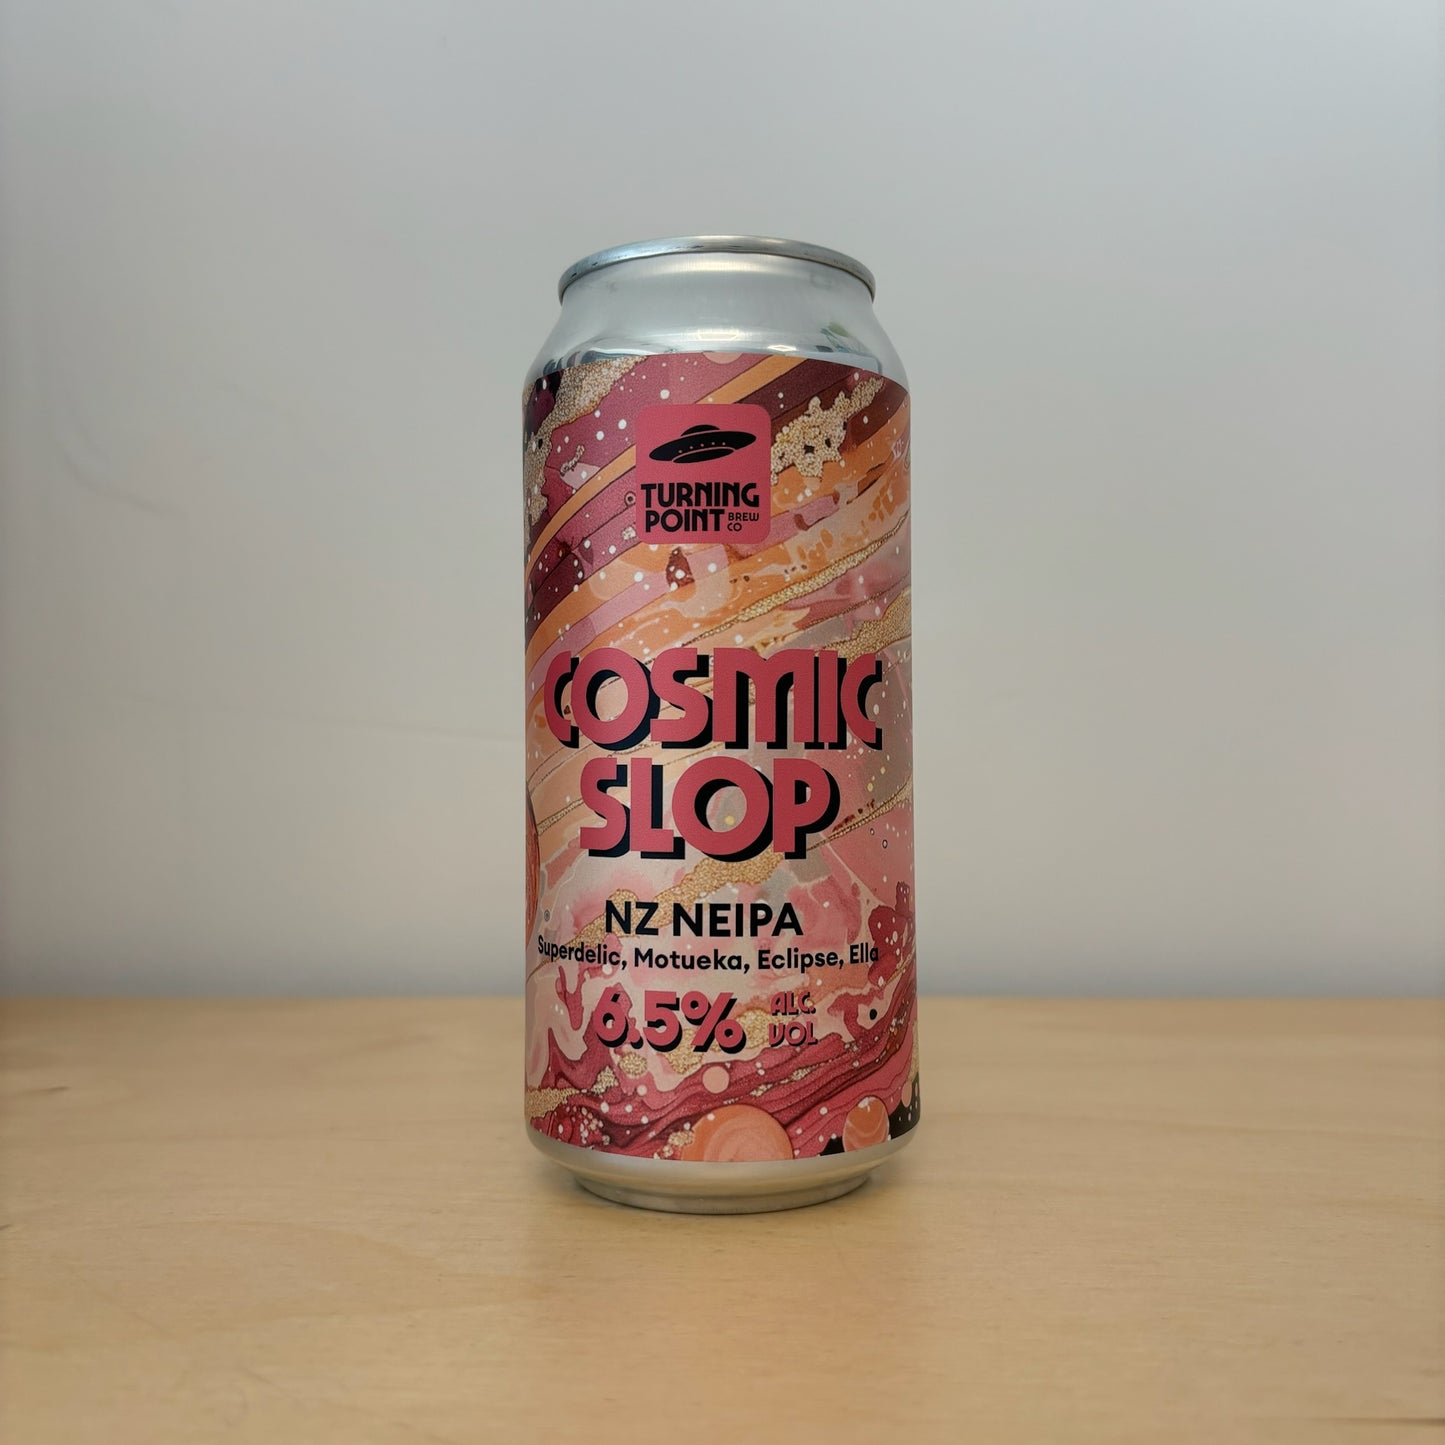 TURNING
POINT BREW CO
COSMIC
SLOP
NZ NEIPA
Superdelic, Motueka, Eclipse, Ella
6.5% ALC. VOL